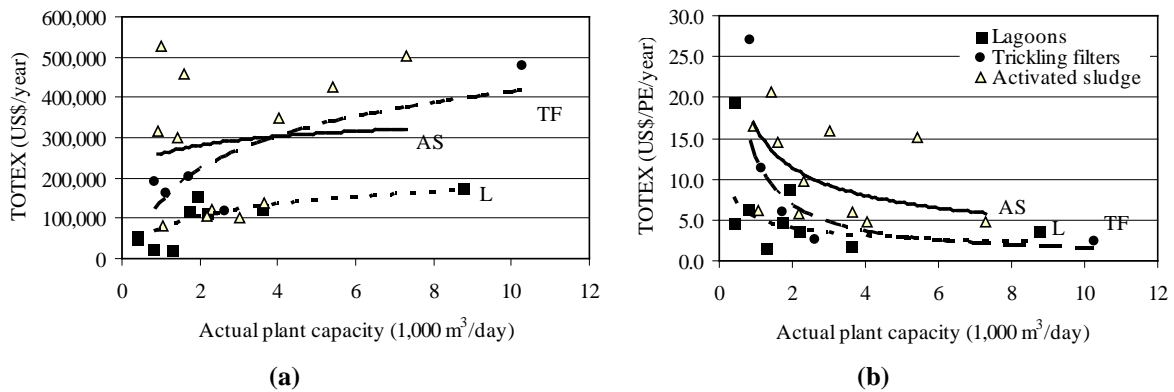 600,000
500,000
400,000
300,000
200,000
100,000
0
TOTEX (US$/year)
TF
AS
L
0 2 4 6 8 10 12
Actual plant capacity (1,000 m³/day)
(a)
30.0
25.0
20.0
15.0
10.0
5.0
0.0
TOTEX (US$/PE/year)
Lagoons
Trickling filters
Activated sludge
AS
L
TF
0 2 4 6 8 10 12
Actual plant capacity (1,000 m³/day)
(b)